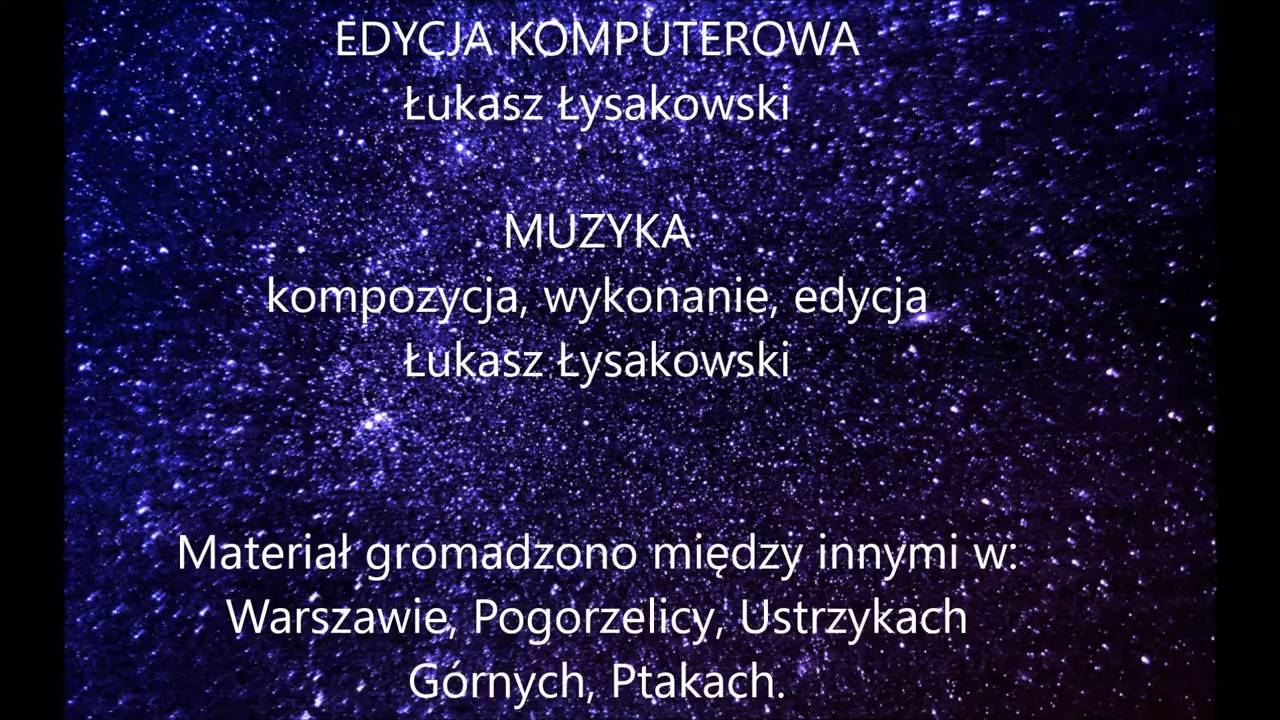 EDYCJA KOMPUTEROWA
Łukasz Łysakowski
MUZYKA
kompozycja, wykonanie, edycja
Łukasz Łysakowski
Materiał gromadzono między innymi w:
Warszawie, Pogorzelicy, Ustrzykach
Górnych, Ptakach.